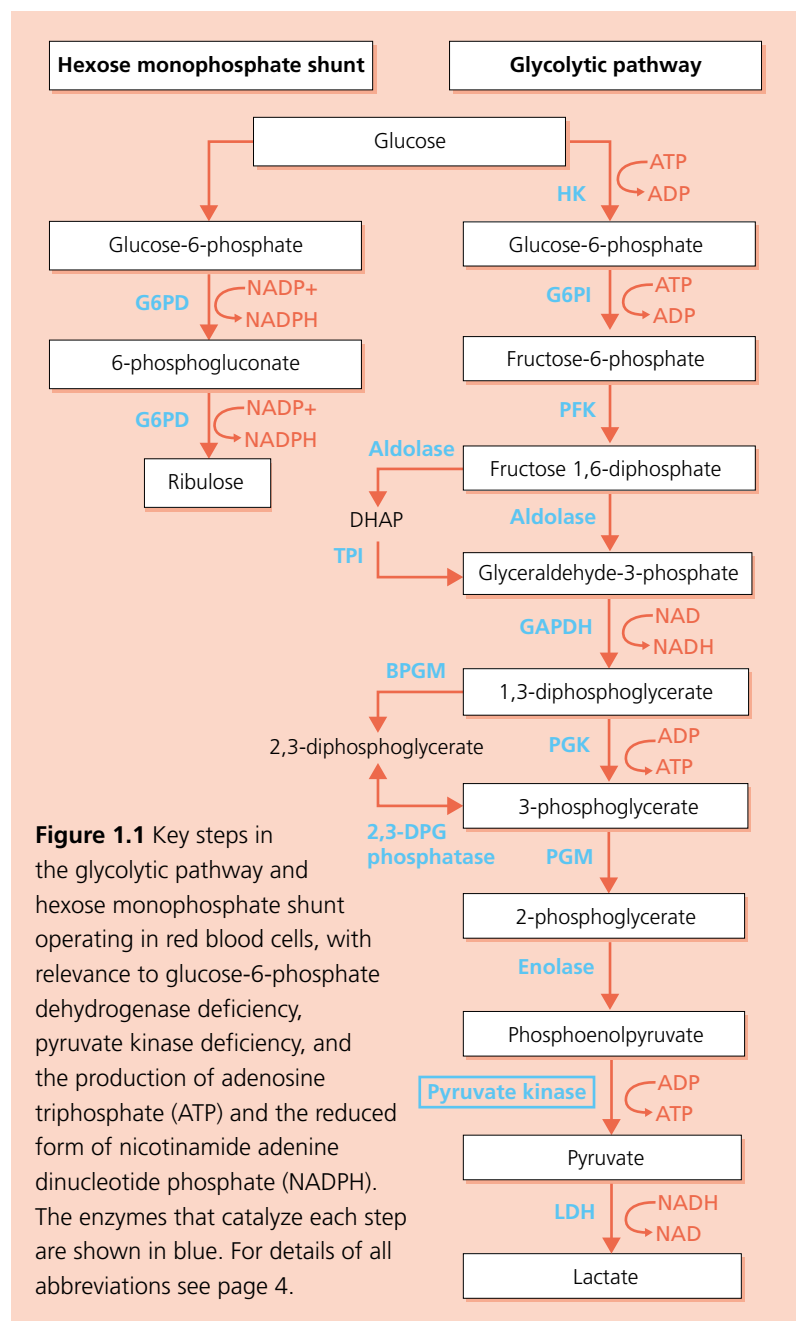 Hexose monophosphate shunt
Glycolytic pathway
Glucose
ATP
HK
ADP
Glucose-6-phosphate
Glucose-6-phosphate
G6PD
NADP+
NADPH
G6PI
ATP
ADP
6-phosphogluconate
Fructose-6-phosphate
G6PD
NADP+
NADPH
PFK
Aldolase
Ribulose
Fructose 1,6-diphosphate
DHAP
Aldolase
TPI
Glyceraldehyde-3-phosphate
GAPDH
NAD
NADH
BPGM
1,3-diphosphoglycerate
2,3-diphosphoglycerate
PGK
ADP
ATP
3-phosphoglycerate
2,3-DPG
phosphatase
PGM
2-phosphoglycerate
Enolase
Phosphoenolpyruvate
Pyruvate kinase
ADP
ATP
Pyruvate
LDH
NADH
NAD
Lactate
Figure 1.1 Key steps in
the glycolytic pathway and
hexose monophosphate shunt
operating in red blood cells, with
relevance to glucose-6-phosphate
dehydrogenase deficiency,
pyruvate kinase deficiency, and
the production of adenosine
triphosphate (ATP) and the reduced
form of nicotinamide adenine
dinucleotide phosphate (NADPH).
The enzymes that catalyze each step
are shown in blue. For details of all
abbreviations see page 4.